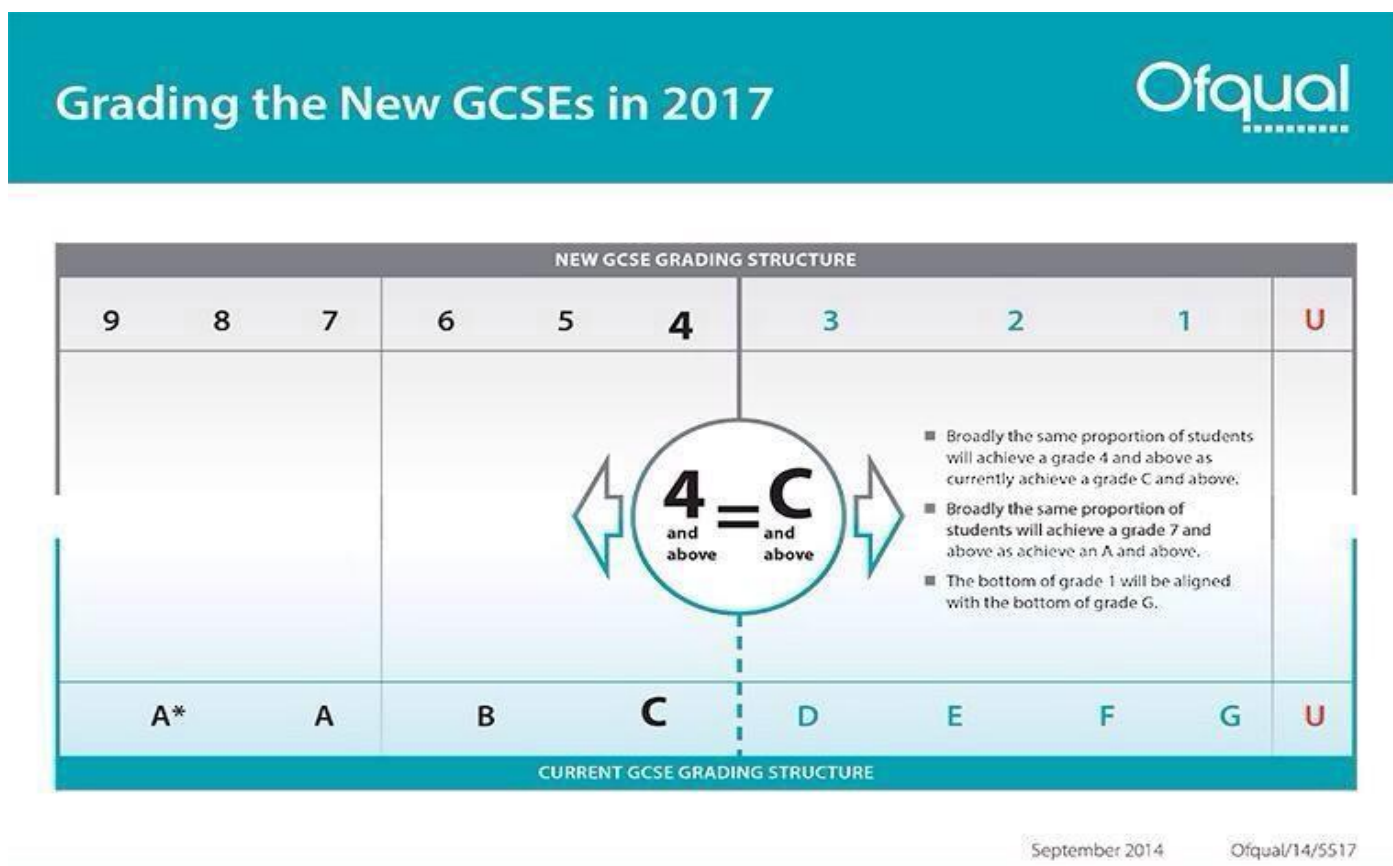 Grading the New GCSEs in 2017
Ofqual
NEW GCSE GRADING STRUCTURE
9 8 7 6 5 4 3 2 1 U
4 = C
and and
above above
■ Broadly the same proportion of students
will achieve a grade 4 and above as
currently achieve a grade C and above.
■ Broadly the same proportion of
students will achieve a grade 7 and
above as achieve an A and above.
■ The bottom of grade 1 will be aligned
with the bottom of grade G.
A* A B C D E F G U
CURRENT GCSE GRADING STRUCTURE
September 2014 Ofqual/14/5517